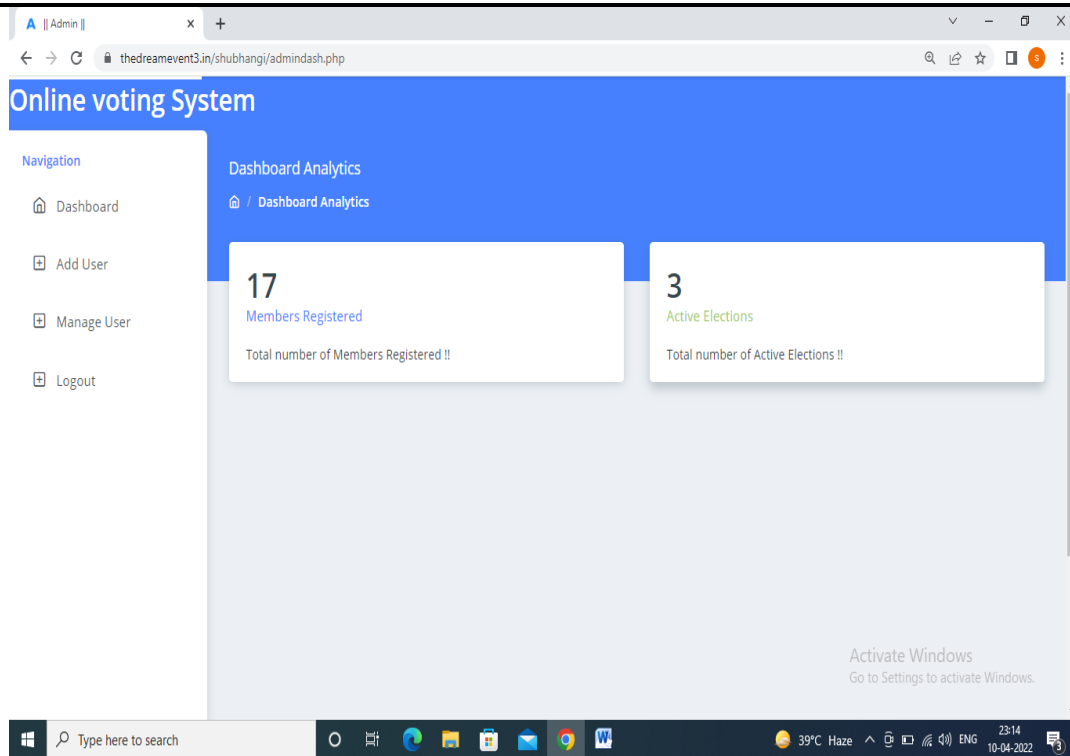 A || Admin ||
thedreamevent3.in/shubhangi/admindash.php
S
Online voting System
Navigation
Dashboard
Add User
Manage User
Logout
Dashboard Analytics
/ Dashboard Analytics
17
Members Registered
Total number of Members Registered !!
3
Active Elections
Total number of Active Elections !!
Activate Windows
Go to Settings to activate Windows.
Type here to search
W
39°C Haze
ENG
23:14
10-04-2022
3